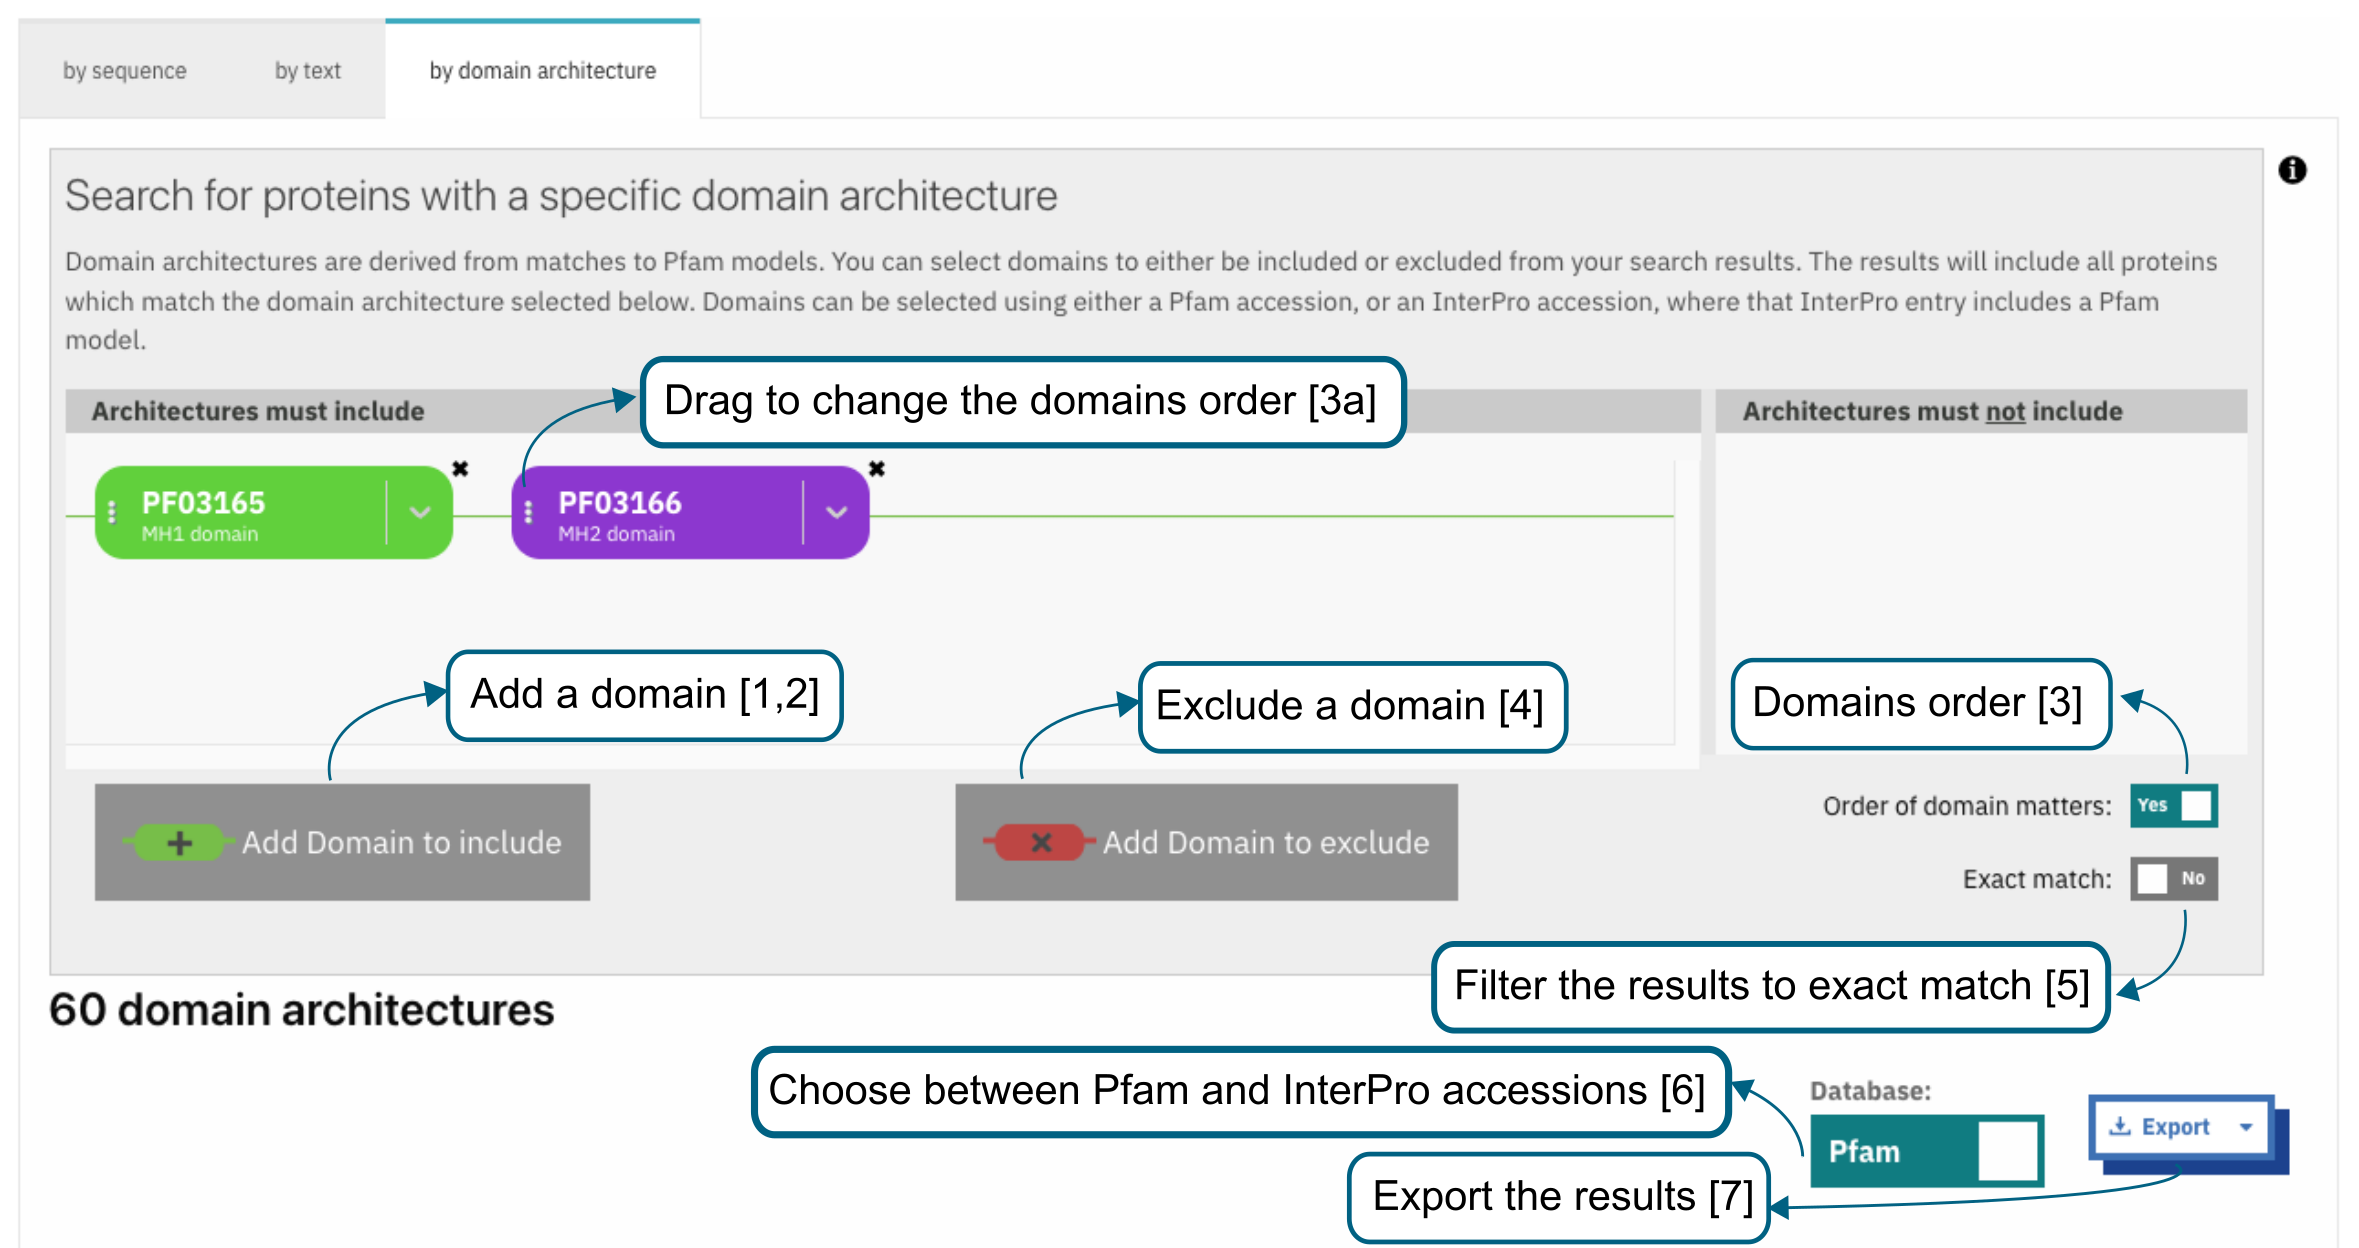 by sequence
by text
by domain architecture
Search for proteins with a specific domain architecture
Domain architectures are derived from matches to Pfam models. You can select domains to either be included or excluded from your search results. The results will include all proteins
which match the domain architecture selected below. Domains can be selected using either a Pfam accession, or an InterPro accession, where that InterPro entry includes a Pfam
model.
Drag to change the domains order [3a]
Architectures must include
Architectures must not include
PF03165
MH1 domain
PF03166
MH2 domain
Add a domain [1,2]
Exclude a domain [4]
Domains order [3]
Add Domain to include
Add Domain to exclude
Order of domain matters:
Yes
Exact match:
No
Filter the results to exact match [5]
60 domain architectures
Choose between Pfam and InterPro accessions [6]
Database:
Pfam
Export
Export the results [7]